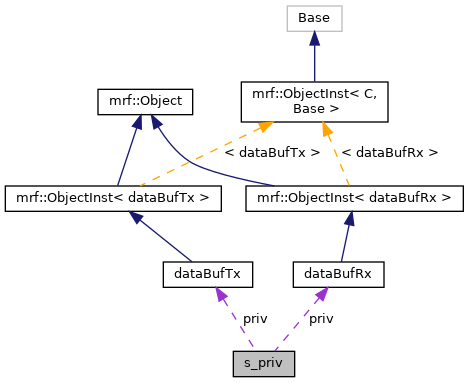 Base
mrf::Object
mrf::ObjectInst< C,
Base >
< dataBufTx >
< dataBufRx >
mrf::ObjectInst< dataBufTx >
mrf::ObjectInst< dataBufRx >
dataBufTx
dataBufRx
priv
priv
s_priv